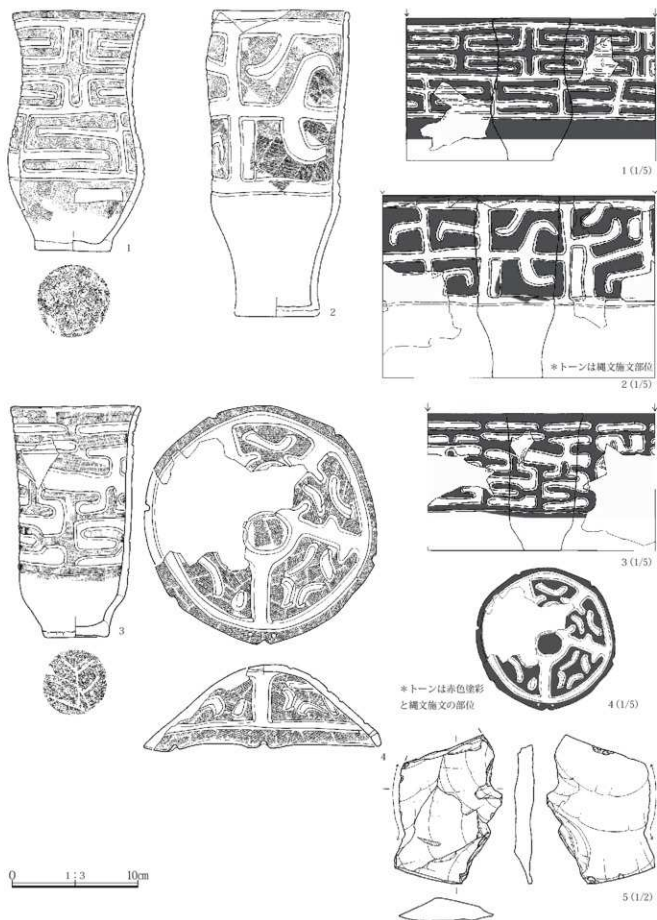 1
2
1 (1/5)
*トーンは縄文施文部位
2 (1/5)
3
4
3 (1/5)
*トーンは赤色塗彩
と縄文施文の部位
4 (1/5)
5 (1/2)
0 1:3 10cm